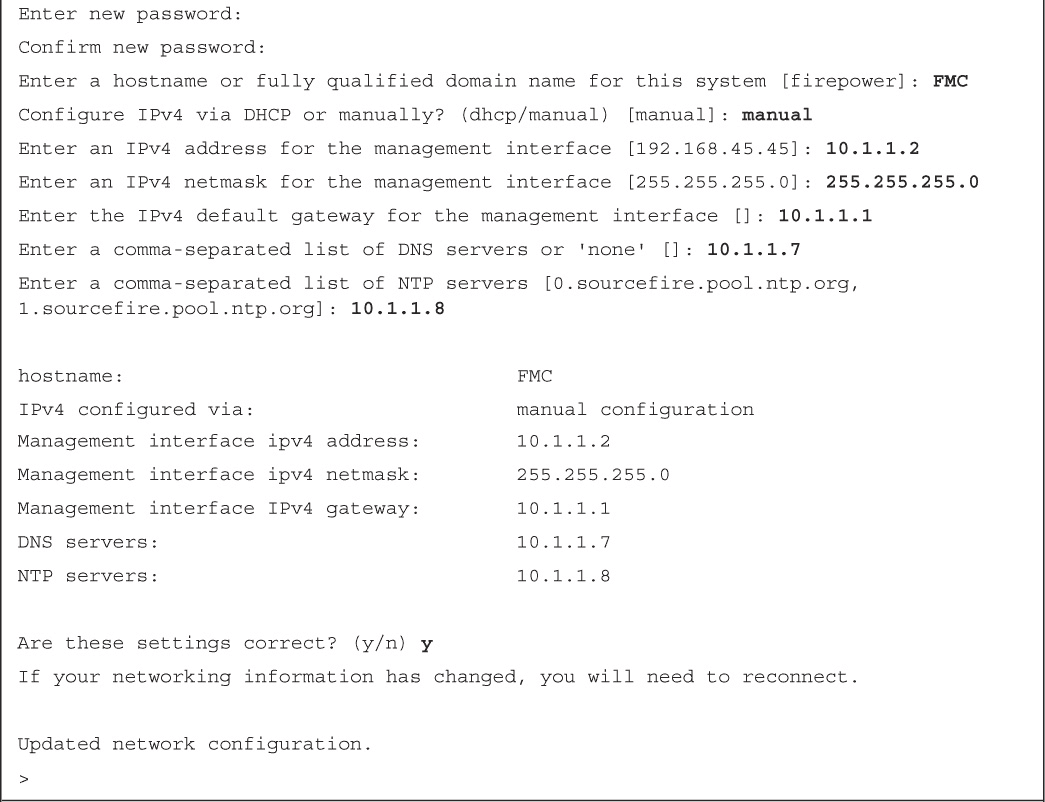 Enter new password:
Confirm new password:
Enter a hostname or fully qualified domain name for this system [firepower]: FMC
Configure IPv4 via DHCP or manually? (dhcp/manual) [manual]: manual
Enter an IPv4 address for the management interface [192.168.45.45]: 10.1.1.2
Enter an IPv4 netmask for the management interface [255.255.255.0]: 255.255.255.0
Enter the IPv4 default gateway for the management interface []: 10.1.1.1
Enter a comma-separated list of DNS servers or 'none' []: 10.1.1.7
Enter a comma-separated list of NTP servers [0.sourcefire.pool.ntp.org,
1.sourcefire.pool.ntp.org]: 10.1.1.8
hostname: FMC
IPv4 configured via: manual configuration
Management interface ipv4 address: 10.1.1.2
Management interface ipv4 netmask: 255.255.255.0
Management interface IPv4 gateway: 10.1.1.1
DNS servers: 10.1.1.7
NTP servers: 10.1.1.8
Are these settings correct? (y/n) y
If your networking information has changed, you will need to reconnect.
Updated network configuration.
>